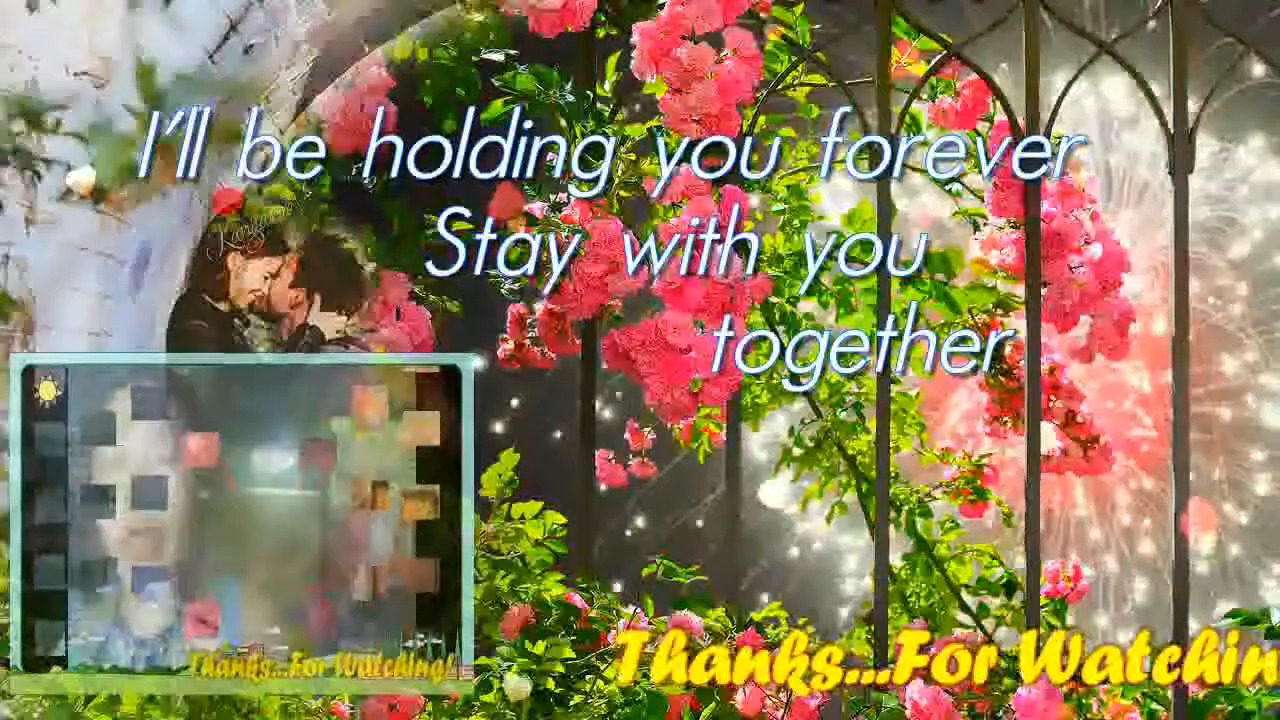 I'll be holding you forever
Stay with you
together
Thanks...For Watching!
Thanks...For Watchin